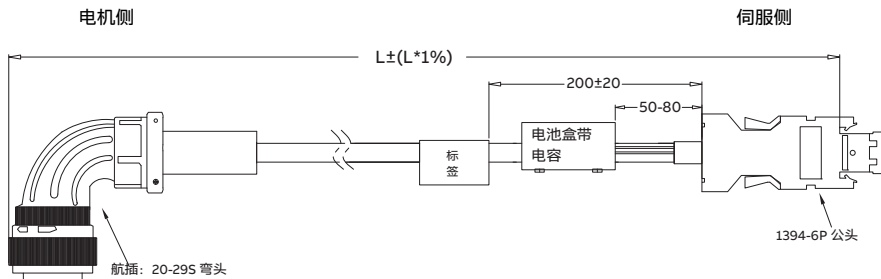 电机侧
伺服侧
L±(L*1%)
200±20
50-80
标
签
电池盒带
电容
1394-6P 公头
航插：20-29S 弯头